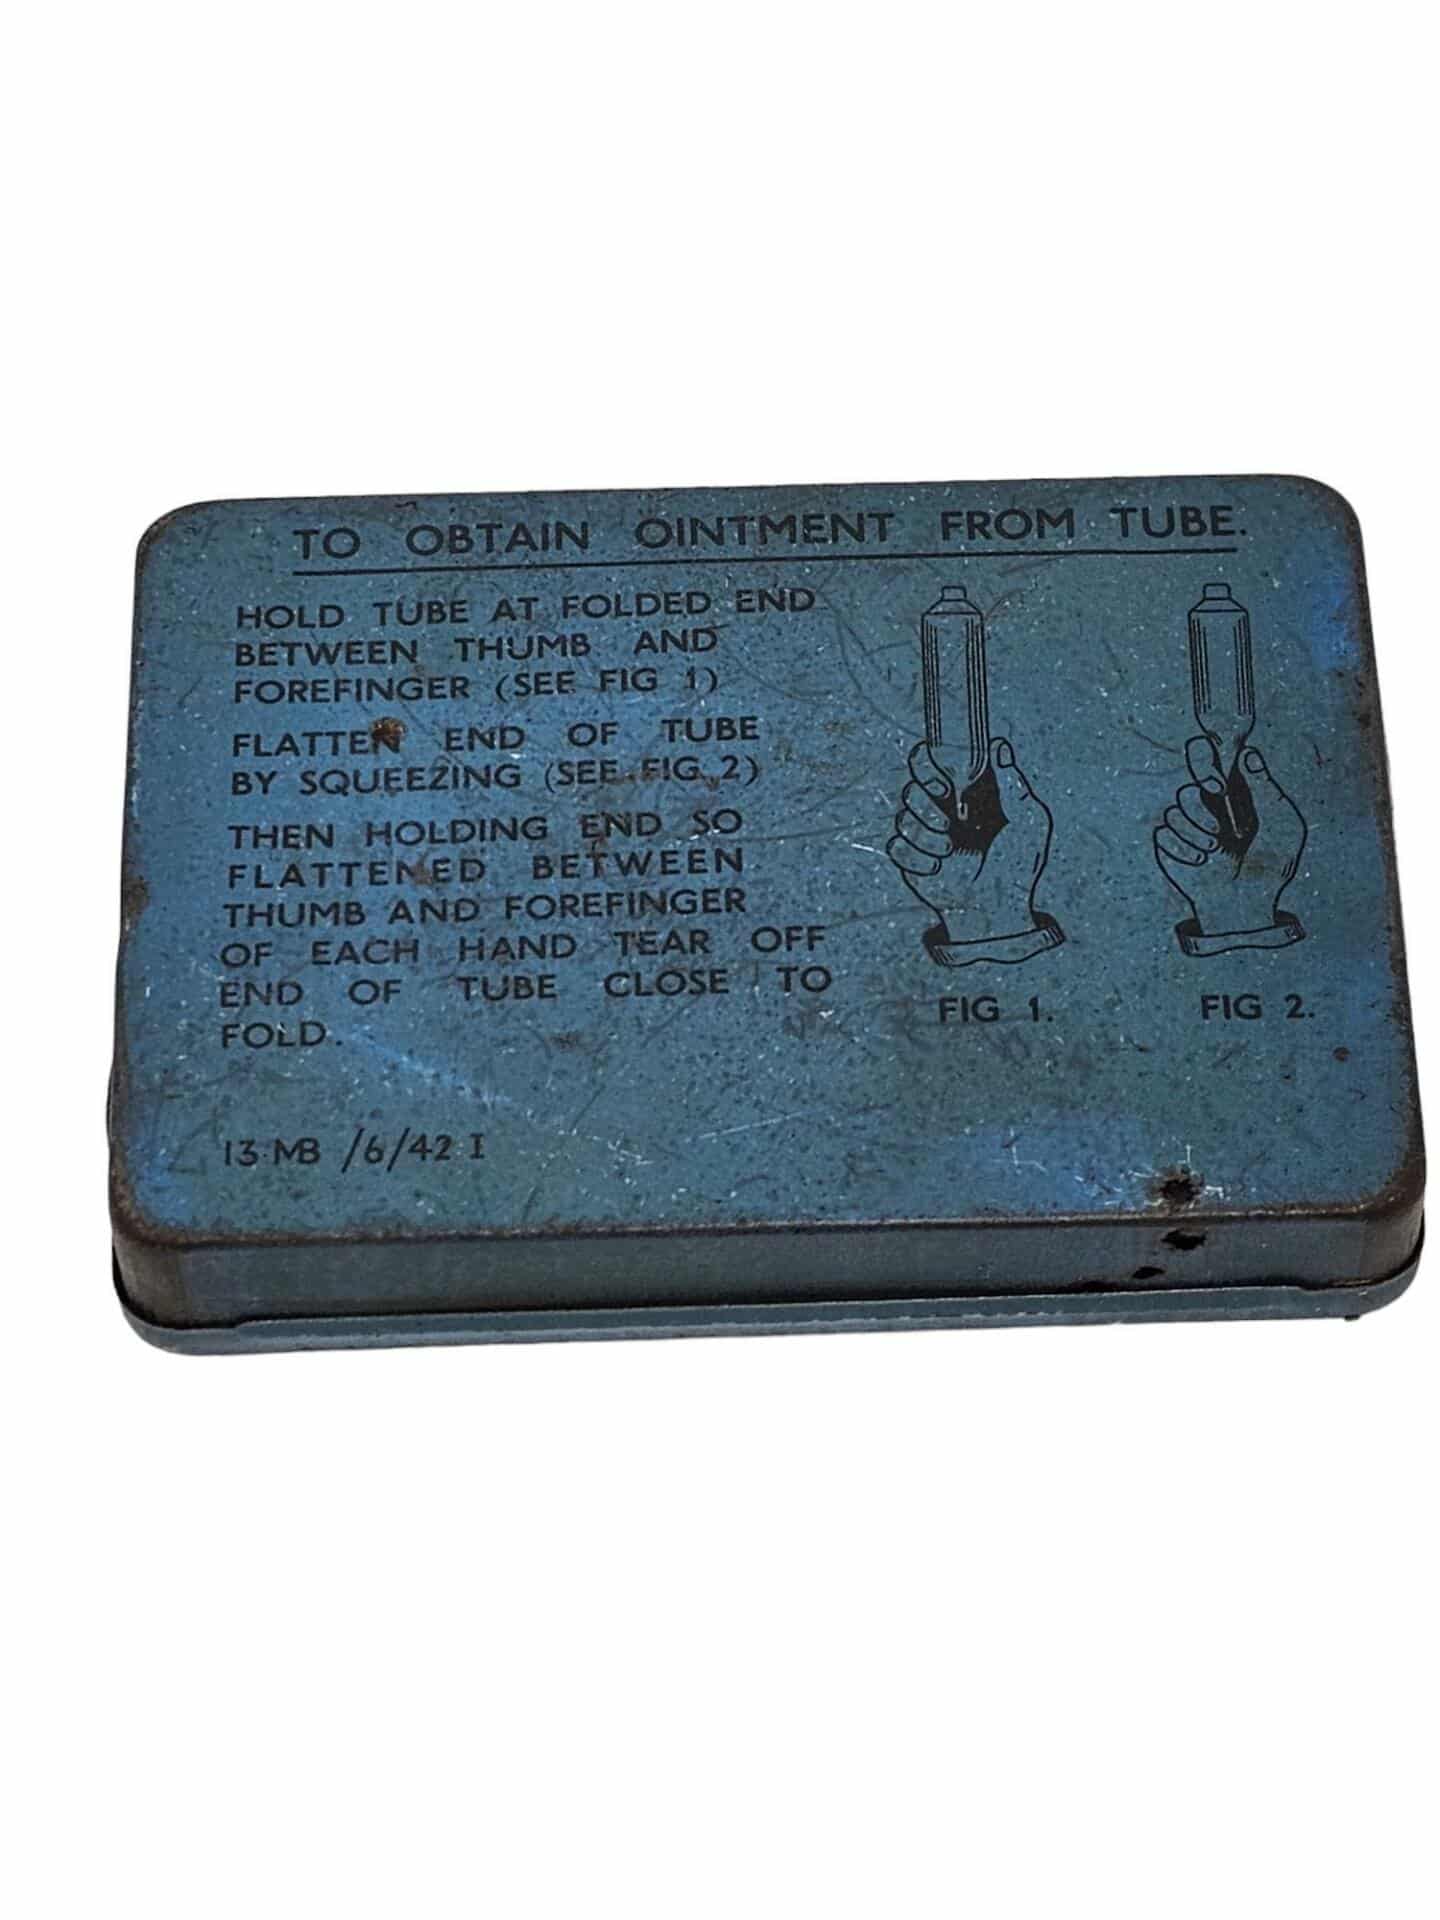 TO OBTAIN OINTMENT FROM TUBE.
HOLD TUBE AT FOLDED END
BETWEEN THUMB AND
FOREFINGER (SEE FIG 1)
FLATTEN END OF TUBE
BY SQUEEZING (SEE FIG 2)
THEN HOLDING END SO
FLATTENED BETWEEN
THUMB AND FOREFINGER
OF EACH HAND TEAR OFF
END OF TUBE CLOSE TO
FOLD.
FIG 1.
FIG 2.
13 MB /6/42 I